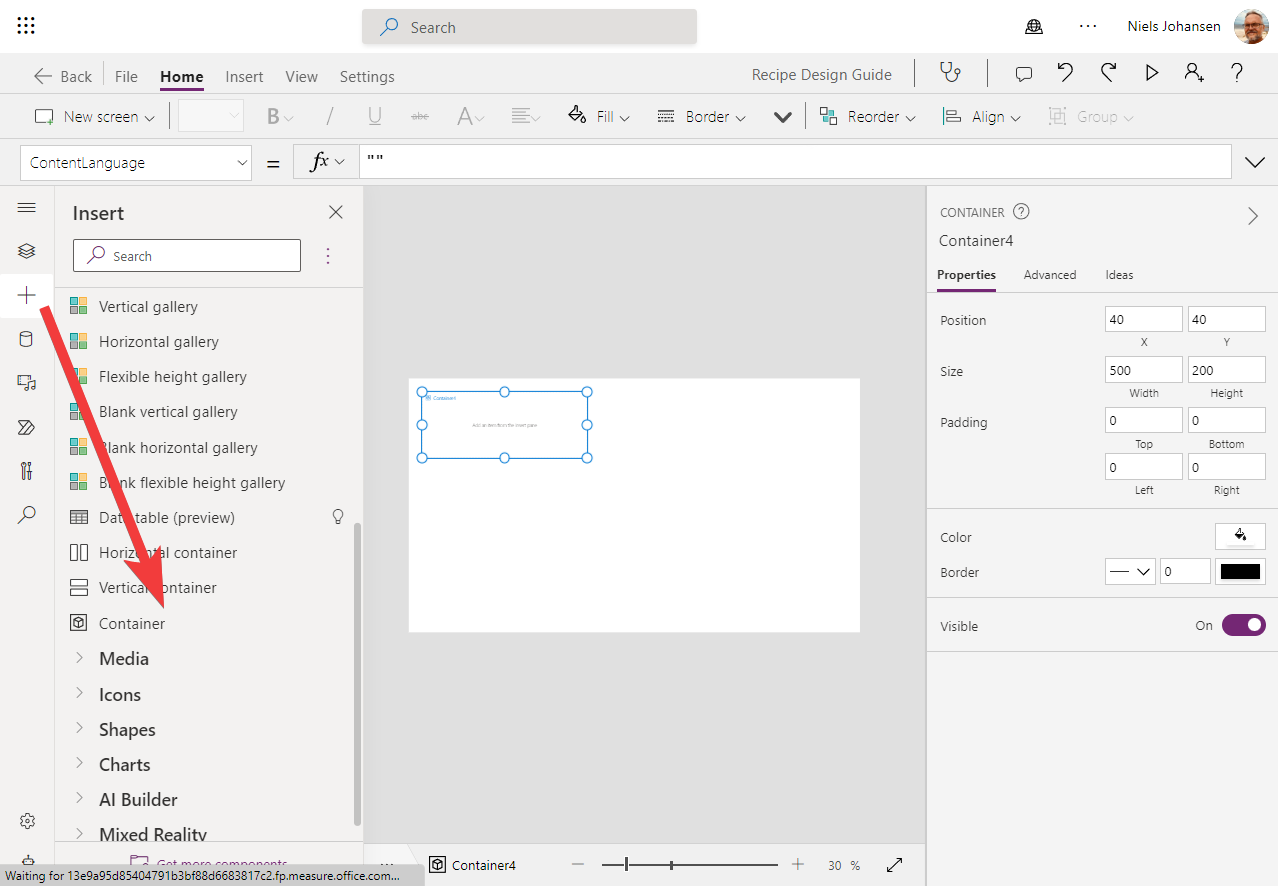 Search
Niels Johansen
Back
File
Home
Insert
View
Settings
Recipe Design Guide
New screen
B
U
abc
A
Fill
Border
Reorder
Align
Group
ContentLanguage
=
fx
""
Insert
Search
Vertical gallery
Horizontal gallery
Flexible height gallery
Blank vertical gallery
Blank horizontal gallery
Blank flexible height gallery
Data table (preview)
Horizontal container
Vertical container
Container
Media
Icons
Shapes
Charts
AI Builder
Mixed Reality
Get more components
Waiting for 13e9a95d85404791b3bf88d6683817c2.fp.measure.office.com...
Container4
Add an item from the insert pane
Container4
30 %
CONTAINER
Container4
Properties
Advanced
Ideas
Position
40
40
X
Y
Size
500
200
Width
Height
Padding
0
0
Top
Bottom
0
0
Left
Right
Color
Border
0
Visible
On